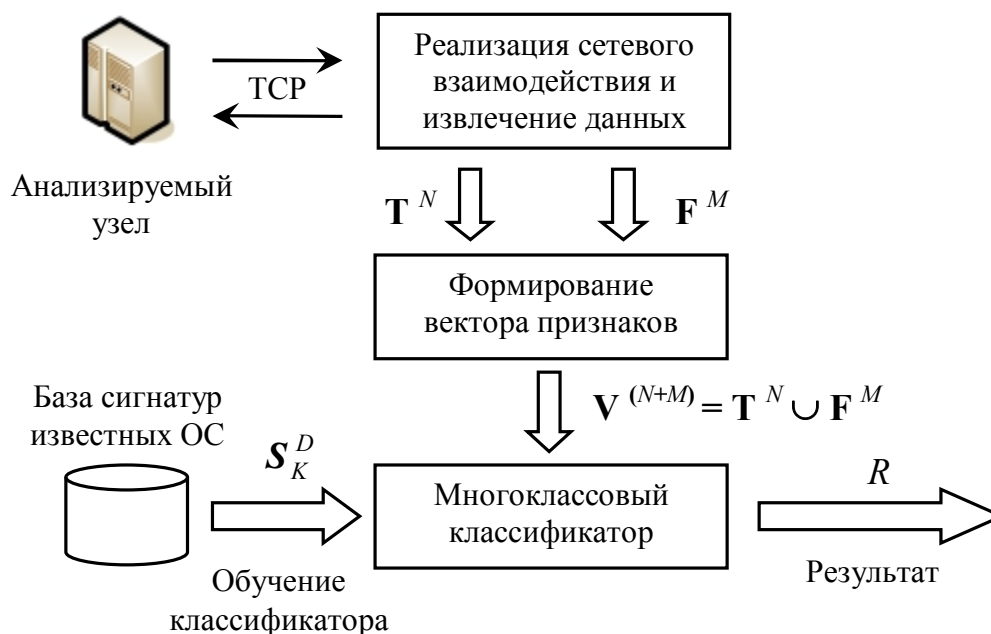 Реализация сетевого
взаимодействия и
извлечение данных
TCP
Анализируемый
узел
T N
F M
Формирование
вектора признаков
V (N+M) = T N ∪ F M
База сигнатур
известных ОС
S K D
Многоклассовый
классификатор
R
Обучение
классификатора
Результат